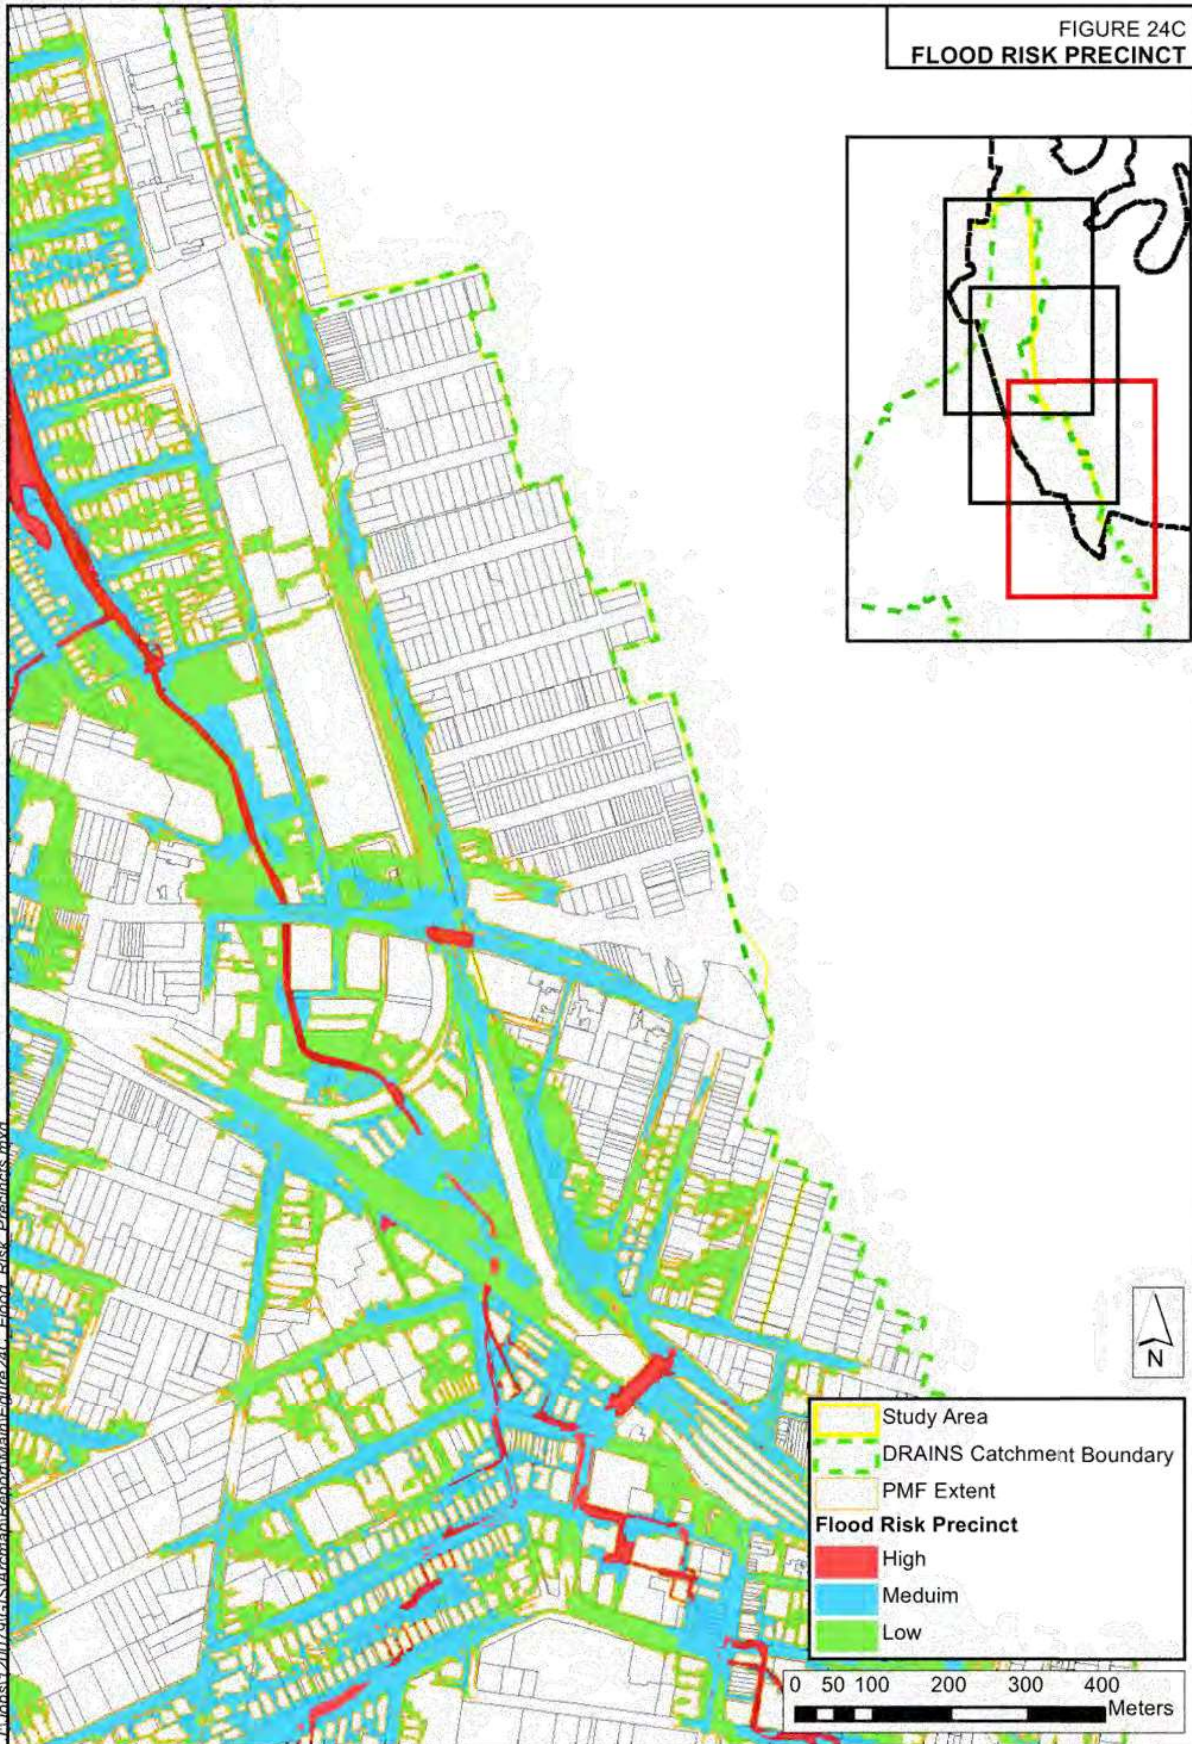 FIGURE 24C
FLOOD RISK PRECINCT
N
Study Area
DRAINS Catchment Boundary
PMF Extent
Flood Risk Precinct
High
Meduim
Low
0 50 100 200 300 400
Meters